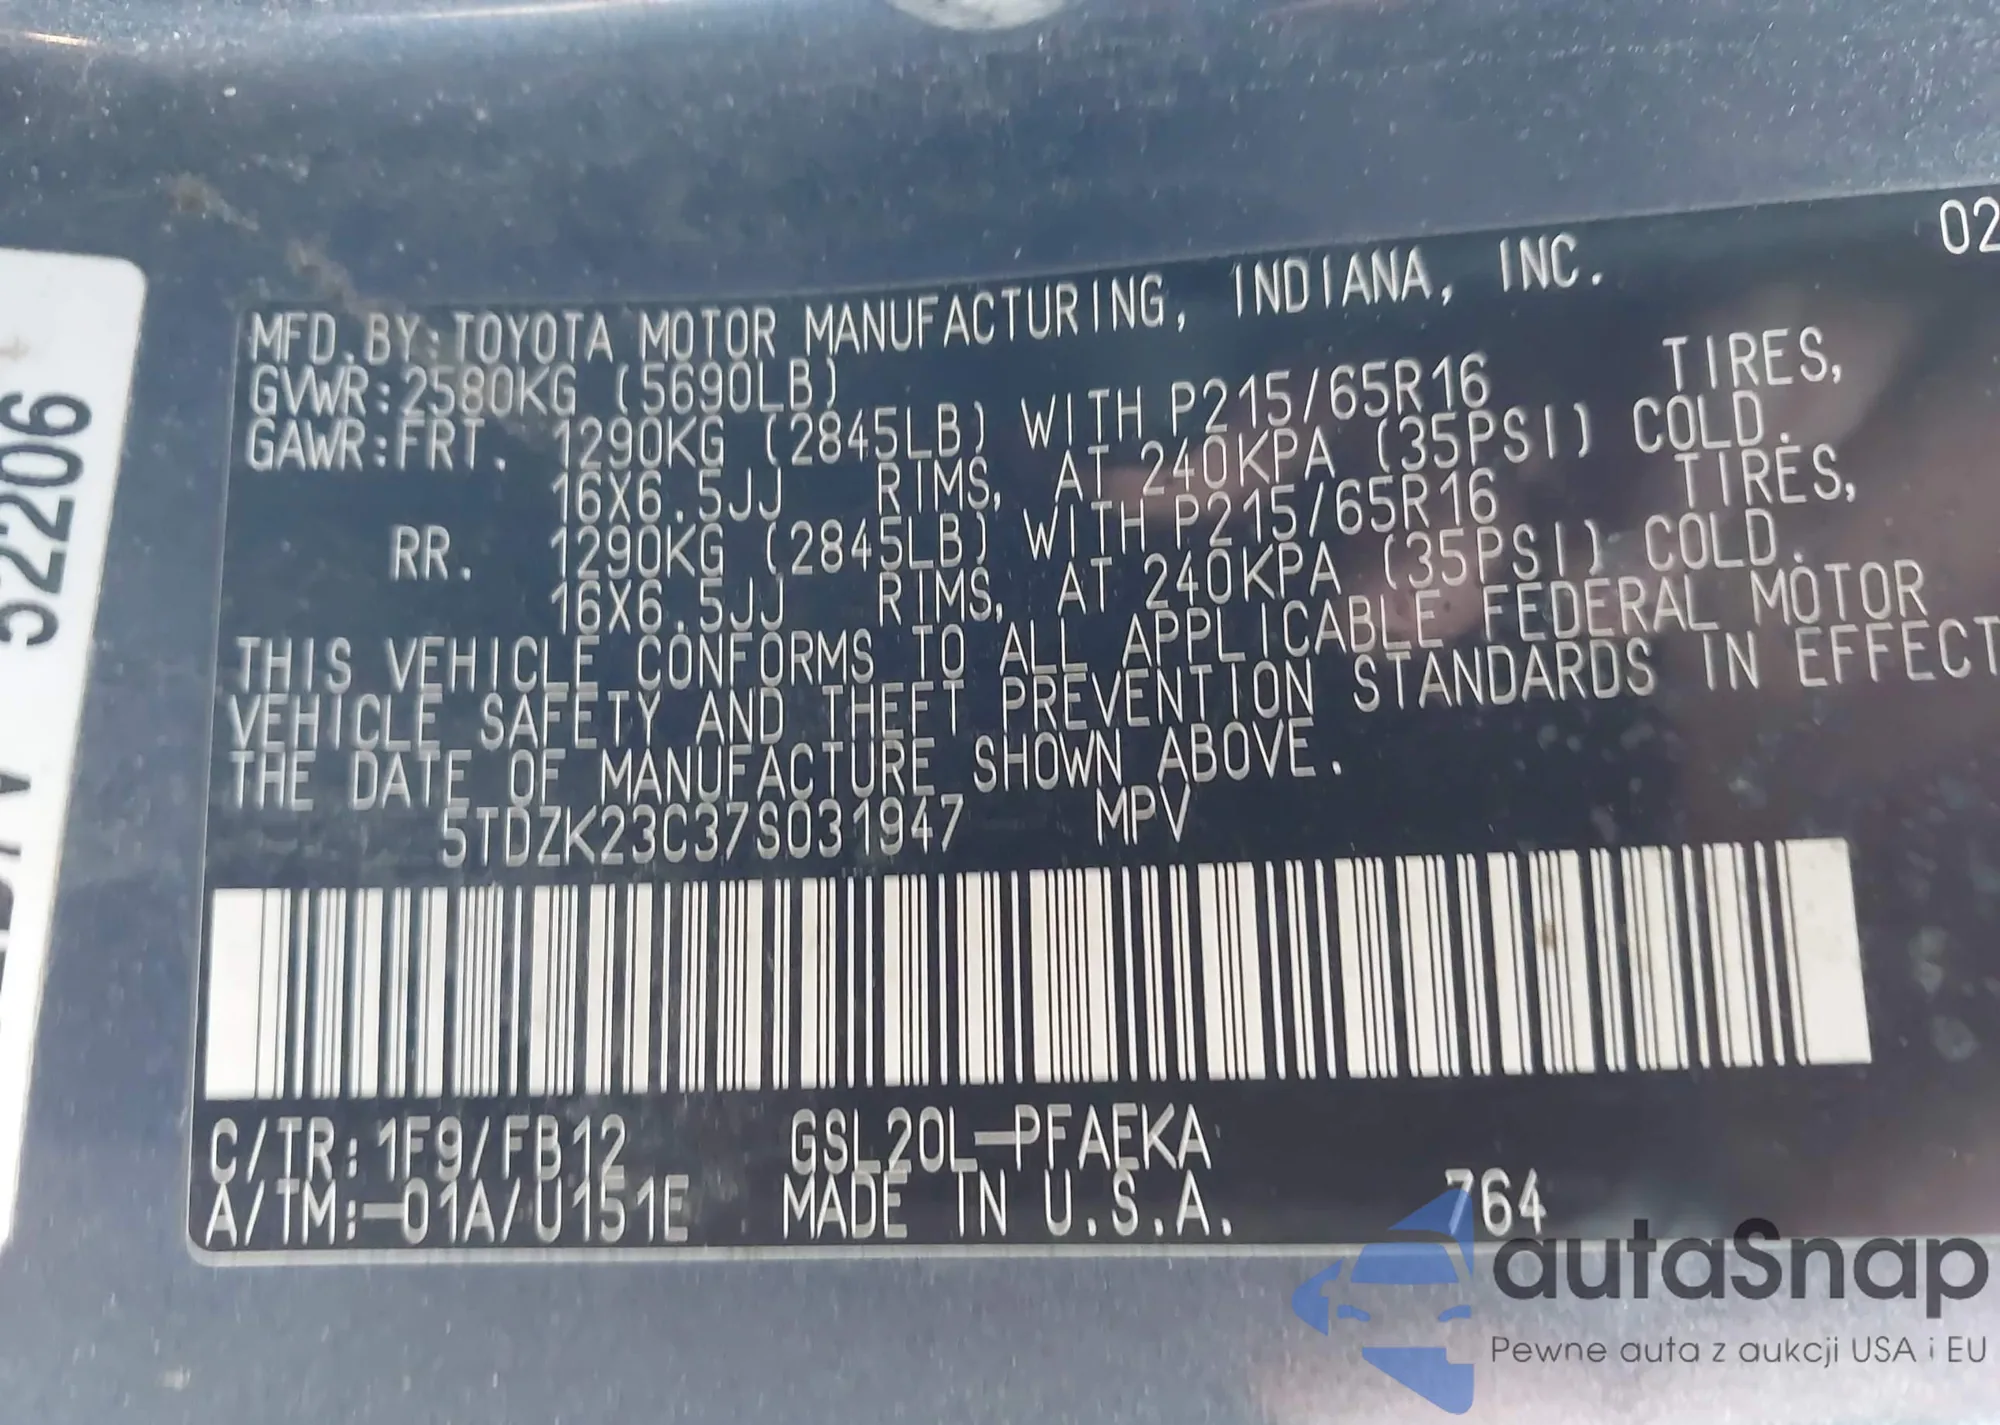 02
MFD.BY:TOYOTA MOTOR MANUFACTURING, INDIANA, INC.
GVWR:2580KG (5690LB)
GAWR:FRT. 1290KG (2845LB) WITH P215/65R16 TIRES,
16X6.5JJ RIMS, AT 240KPA (35PSI) COLD.
RR. 1290KG (2845LB) WITH P215/65R16 TIRES,
16X6.5JJ RIMS, AT 240KPA (35PSI) COLD.
THIS VEHICLE CONFORMS TO ALL APPLICABLE FEDERAL MOTOR
VEHICLE SAFETY AND THEFT PREVENTION STANDARDS IN EFFECT
THE DATE OF MANUFACTURE SHOWN ABOVE.
5TDZK23C37S031947 MPV
C/TR:1F9/FB12 GSL20L-PFAEKA
A/TM:-01A/U151E MADE IN U.S.A. 764
52206
autaSnap
Pewne auta z aukcji USA i EU